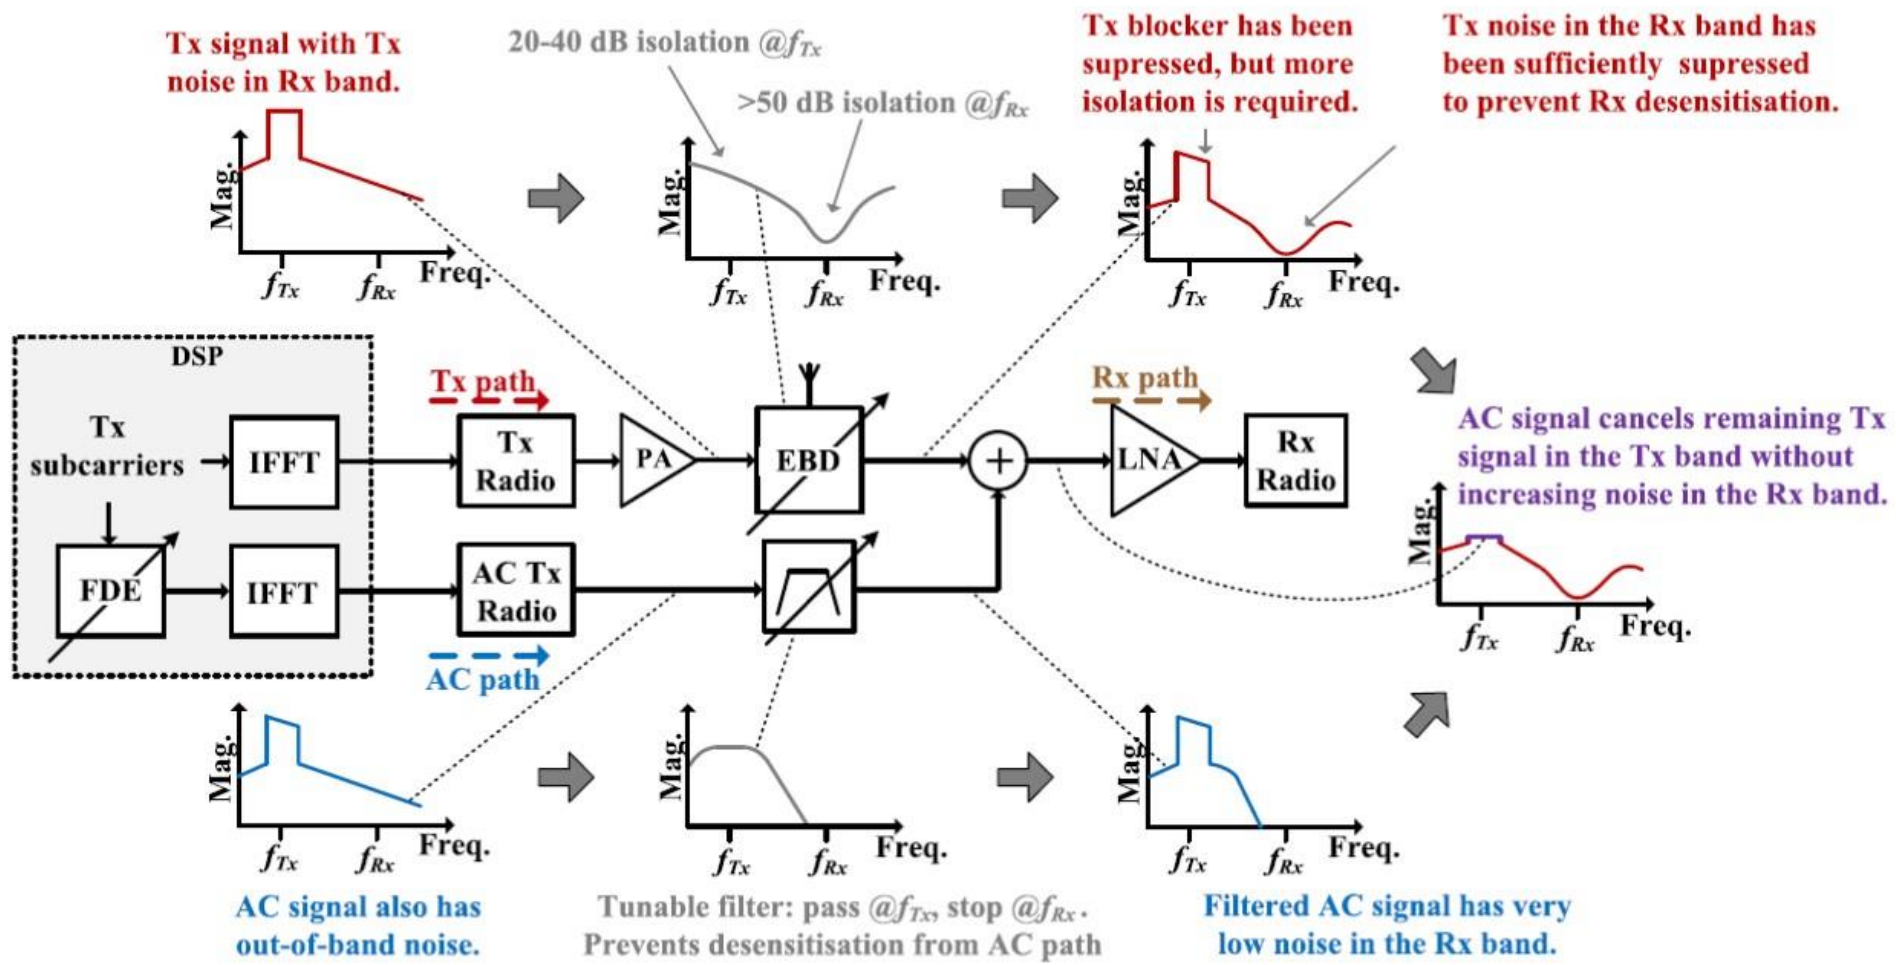 Tx signal with Tx
noise in Rx band.
20-40 dB isolation @fTx
>50 dB isolation @fRx
Tx blocker has been
supressed, but more
isolation is required.
Tx noise in the Rx band has
been sufficiently supressed
to prevent Rx desensitisation.
Mag.
fTx
fRx
Freq.
Mag.
fTx
fRx
Freq.
Mag.
fTx
fRx
Freq.
DSP
Tx
subcarriers
IFFT
FDE
IFFT
Tx path
Tx
Radio
PA
EBD
+
Rx path
LNA
Rx
Radio
AC Tx
Radio
AC path
AC signal cancels remaining Tx
signal in the Tx band without
increasing noise in the Rx band.
Mag.
fTx
fRx
Freq.
Mag.
fTx
fRx
Freq.
Mag.
fTx
fRx
Freq.
Mag.
fTx
fRx
Freq.
AC signal also has
out-of-band noise.
Tunable filter: pass @fTx, stop @fRx.
Prevents desensitisation from AC path
Filtered AC signal has very
low noise in the Rx band.